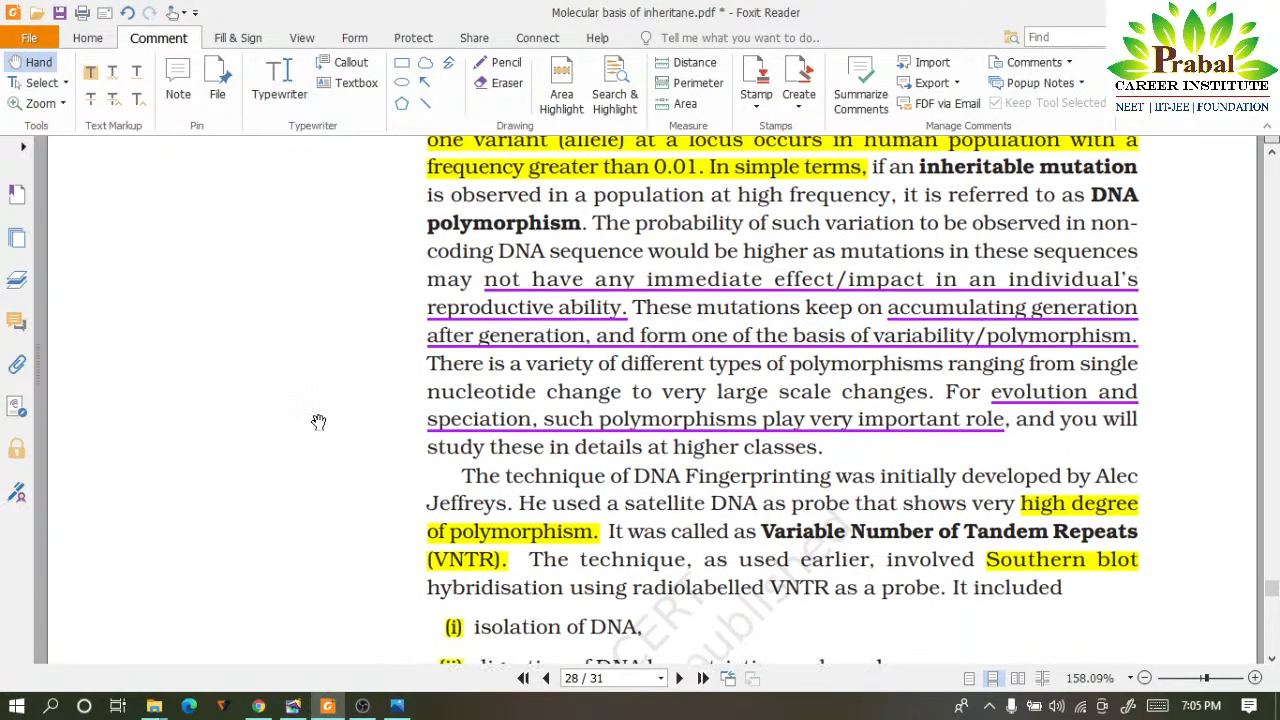 Molecular basis of inheritane.pdf * - Foxit Reader
File
Home
Comment
Fill & Sign
View
Form
Protect
Share
Connect
Help
Tell me what you want to do..
Find
Hand
Select
Zoom
Tools
Text Markup
Note
File
Pin
Typewriter
Callout
Textbox
Typewriter
Pencil
Eraser
Area Highlight
Search & Highlight
Drawing
Distance
Perimeter
Area
Measure
Stamp
Create
Stamps
Summarize Comments
Import
Export
FDF via Email
Comments
Popup Notes
Keep Tool Selected
Manage Comments
Prabal
CAREER INSTITUTE
NEET | IIT-JEE | FOUNDATION
one variant (allele) at a locus occurs in human population with a
frequency greater than 0.01. In simple terms, if an inheritable mutation
is observed in a population at high frequency, it is referred to as DNA
polymorphism. The probability of such variation to be observed in non-
coding DNA sequence would be higher as mutations in these sequences
may not have any immediate effect/impact in an individual's
reproductive ability. These mutations keep on accumulating generation
after generation, and form one of the basis of variability/polymorphism.
There is a variety of different types of polymorphisms ranging from single
nucleotide change to very large scale changes. For evolution and
speciation, such polymorphisms play very important role, and you will
study these in details at higher classes.
The technique of DNA Fingerprinting was initially developed by Alec
Jeffreys. He used a satellite DNA as probe that shows very high degree
of polymorphism. It was called as Variable Number of Tandem Repeats
(VNTR). The technique, as used earlier, involved Southern blot
hybridisation using radiolabelled VNTR as a probe. It included
(i) isolation of DNA,
28 / 31
158.09%
7:05 PM